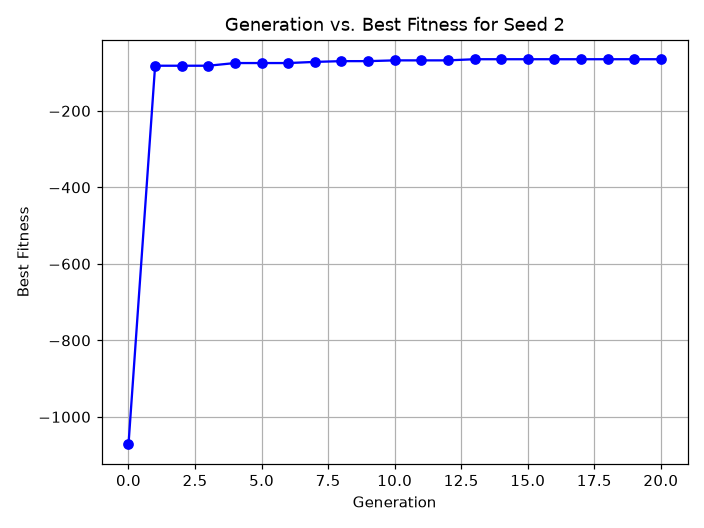 Generation vs. Best Fitness for Seed 2
Best Fitness
−200
−400
−600
−800
−1000
0.0 2.5 5.0 7.5 10.0 12.5 15.0 17.5 20.0
Generation